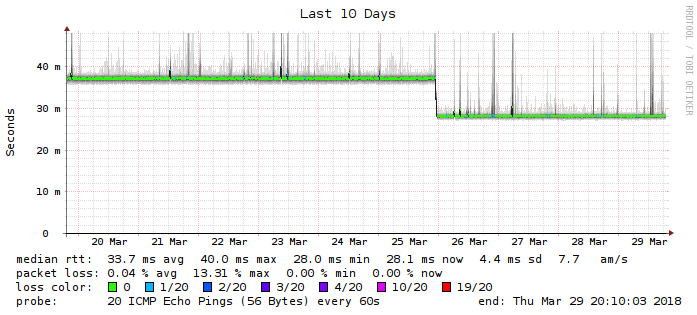 Last 10 Days
RRDTOOL / TOBI OETIKER
Seconds
40 m
30 m
20 m
10 m
0
20 Mar 21 Mar 22 Mar 23 Mar 24 Mar 25 Mar 26 Mar 27 Mar 28 Mar 29 Mar
median rtt: 33.7 ms avg 40.0 ms max 28.0 ms min 28.1 ms now 4.4 ms sd 7.7 am/s
packet loss: 0.04 % avg 13.31 % max 0.00 % min 0.00 % now
loss color: 0 1/20 2/20 3/20 4/20 10/20 19/20
probe: 20 ICMP Echo Pings (56 Bytes) every 60s end: Thu Mar 29 20:10:03 2018